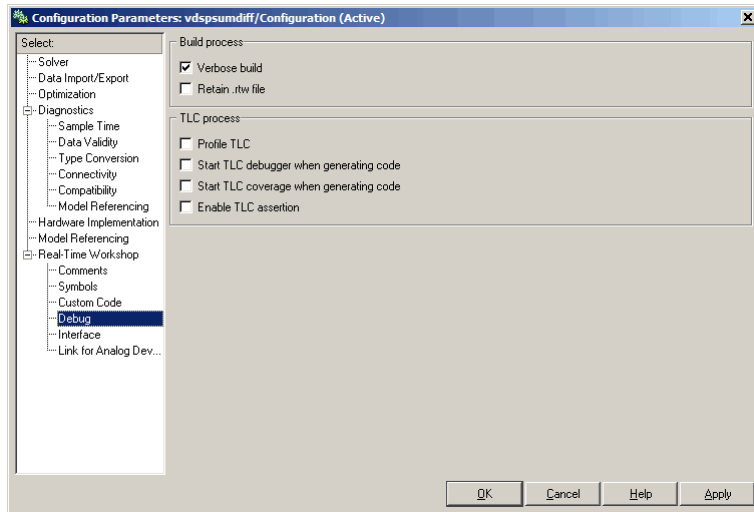 Configuration Parameters: vdspsumdiff/Configuration (Active)
Select:
Solver
Data Import/Export
Optimization
Diagnostics
Sample Time
Data Validity
Type Conversion
Connectivity
Compatibility
Model Referencing
Hardware Implementation
Model Referencing
Real-Time Workshop
Comments
Symbols
Custom Code
Debug
Interface
Link for Analog Dev...
Build process
Verbose build
Retain .rtw file
TLC process
Profile TLC
Start TLC debugger when generating code
Start TLC coverage when generating code
Enable TLC assertion
OK
Cancel
Help
Apply